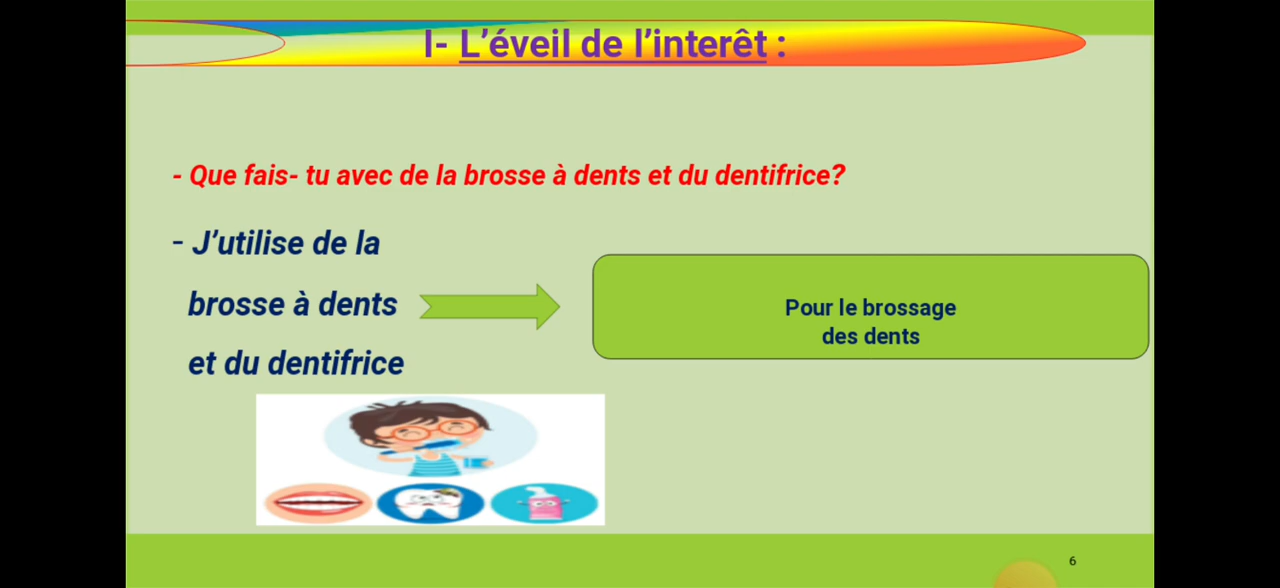 I- L’éveil de l’interêt :
- Que fais- tu avec de la brosse à dents et du dentifrice?
- J’utilise de la
brosse à dents
et du dentifrice
Pour le brossage
des dents
6